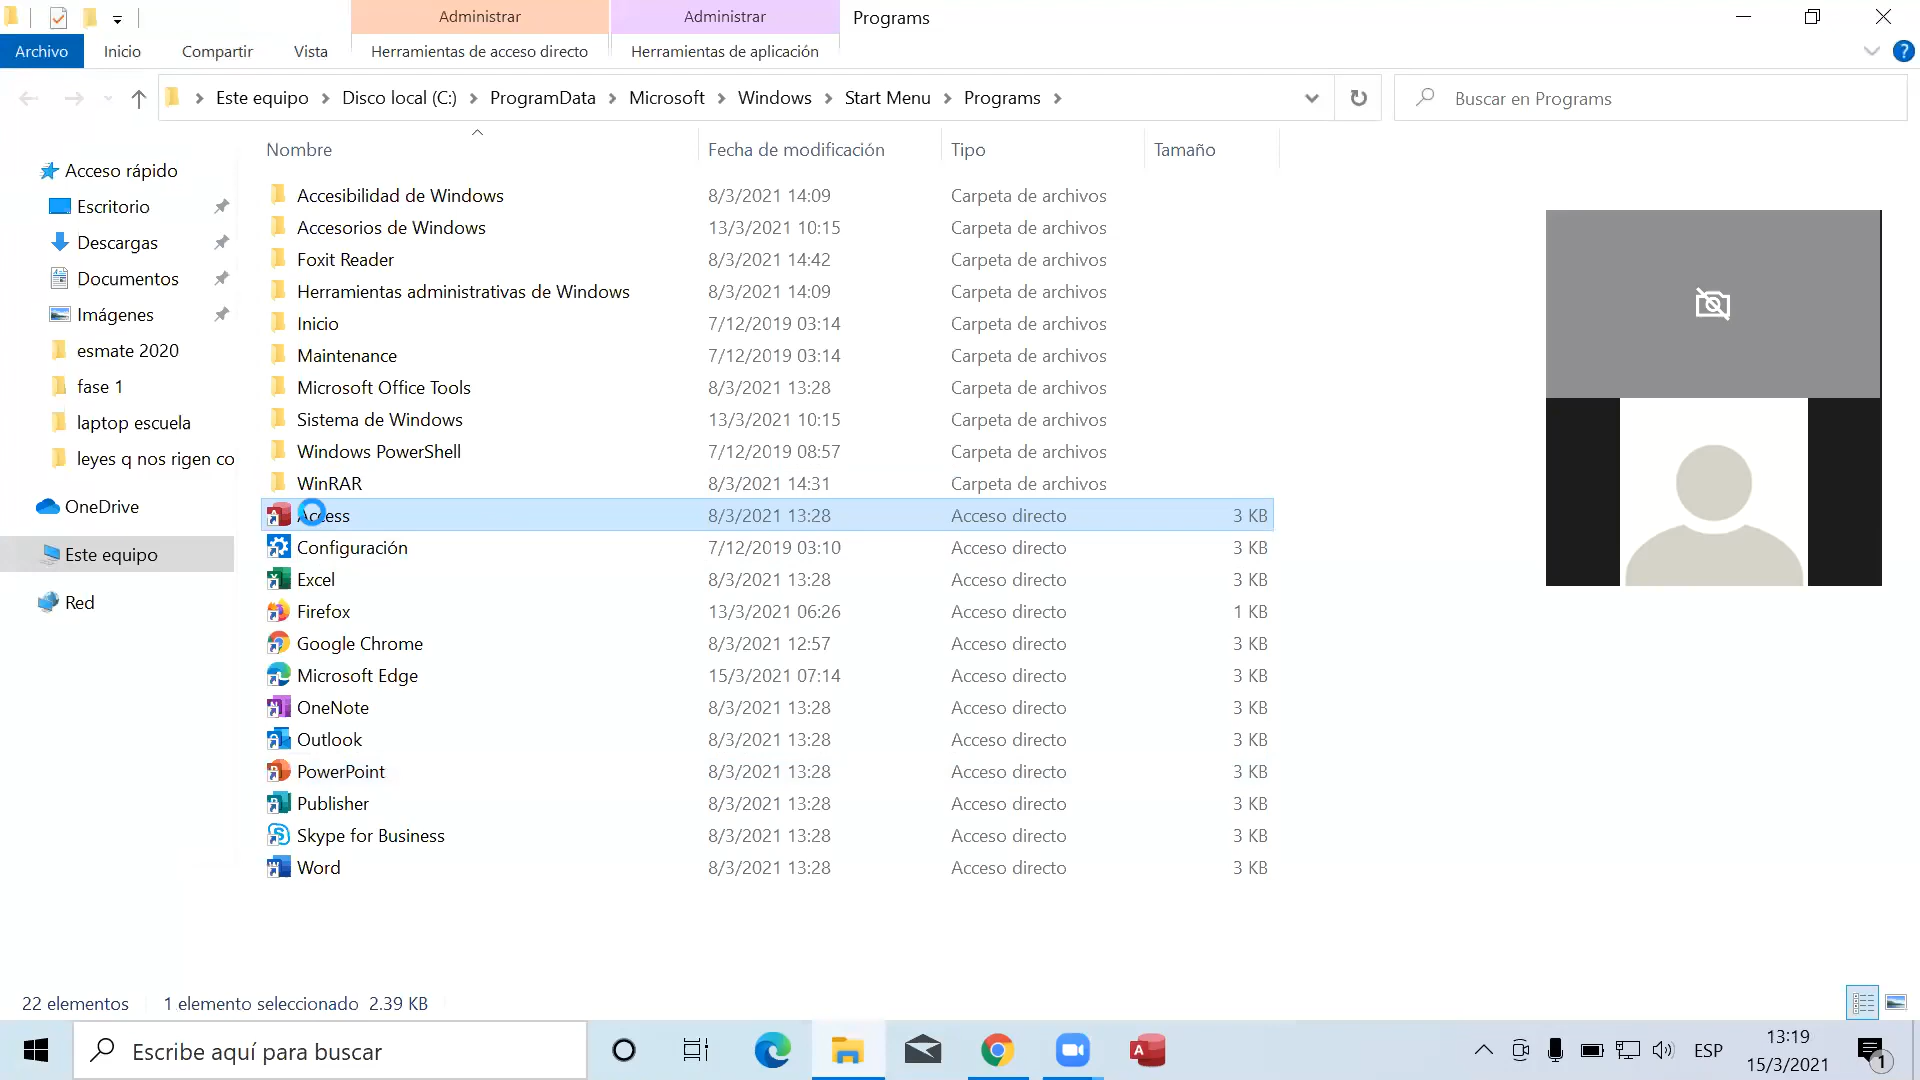 Administrar
Administrar
Programs
Archivo
Inicio
Compartir
Vista
Herramientas de acceso directo
Herramientas de aplicación
Este equipo
Disco local (C:)
ProgramData
Microsoft
Windows
Start Menu
Programs
Buscar en Programs
Nombre
Fecha de modificación
Tipo
Tamaño
Acceso rápido
Escritorio
Descargas
Documentos
Imágenes
esmate 2020
fase 1
laptop escuela
leyes q nos rigen co
OneDrive
Este equipo
Red
Accesibilidad de Windows 8/3/2021 14:09 Carpeta de archivos
Accesorios de Windows 13/3/2021 10:15 Carpeta de archivos
Foxit Reader 8/3/2021 14:42 Carpeta de archivos
Herramientas administrativas de Windows 8/3/2021 14:09 Carpeta de archivos
Inicio 7/12/2019 03:14 Carpeta de archivos
Maintenance 7/12/2019 03:14 Carpeta de archivos
Microsoft Office Tools 8/3/2021 13:28 Carpeta de archivos
Sistema de Windows 13/3/2021 10:15 Carpeta de archivos
Windows PowerShell 7/12/2019 08:57 Carpeta de archivos
WinRAR 8/3/2021 14:31 Carpeta de archivos
Access 8/3/2021 13:28 Acceso directo 3 KB
Configuración 7/12/2019 03:10 Acceso directo 3 KB
Excel 8/3/2021 13:28 Acceso directo 3 KB
Firefox 13/3/2021 06:26 Acceso directo 1 KB
Google Chrome 8/3/2021 12:57 Acceso directo 3 KB
Microsoft Edge 15/3/2021 07:14 Acceso directo 3 KB
OneNote 8/3/2021 13:28 Acceso directo 3 KB
Outlook 8/3/2021 13:28 Acceso directo 3 KB
PowerPoint 8/3/2021 13:28 Acceso directo 3 KB
Publisher 8/3/2021 13:28 Acceso directo 3 KB
Skype for Business 8/3/2021 13:28 Acceso directo 3 KB
Word 8/3/2021 13:28 Acceso directo 3 KB
22 elementos
1 elemento seleccionado 2.39 KB
Escribe aquí para buscar
ESP
13:19
15/3/2021
1